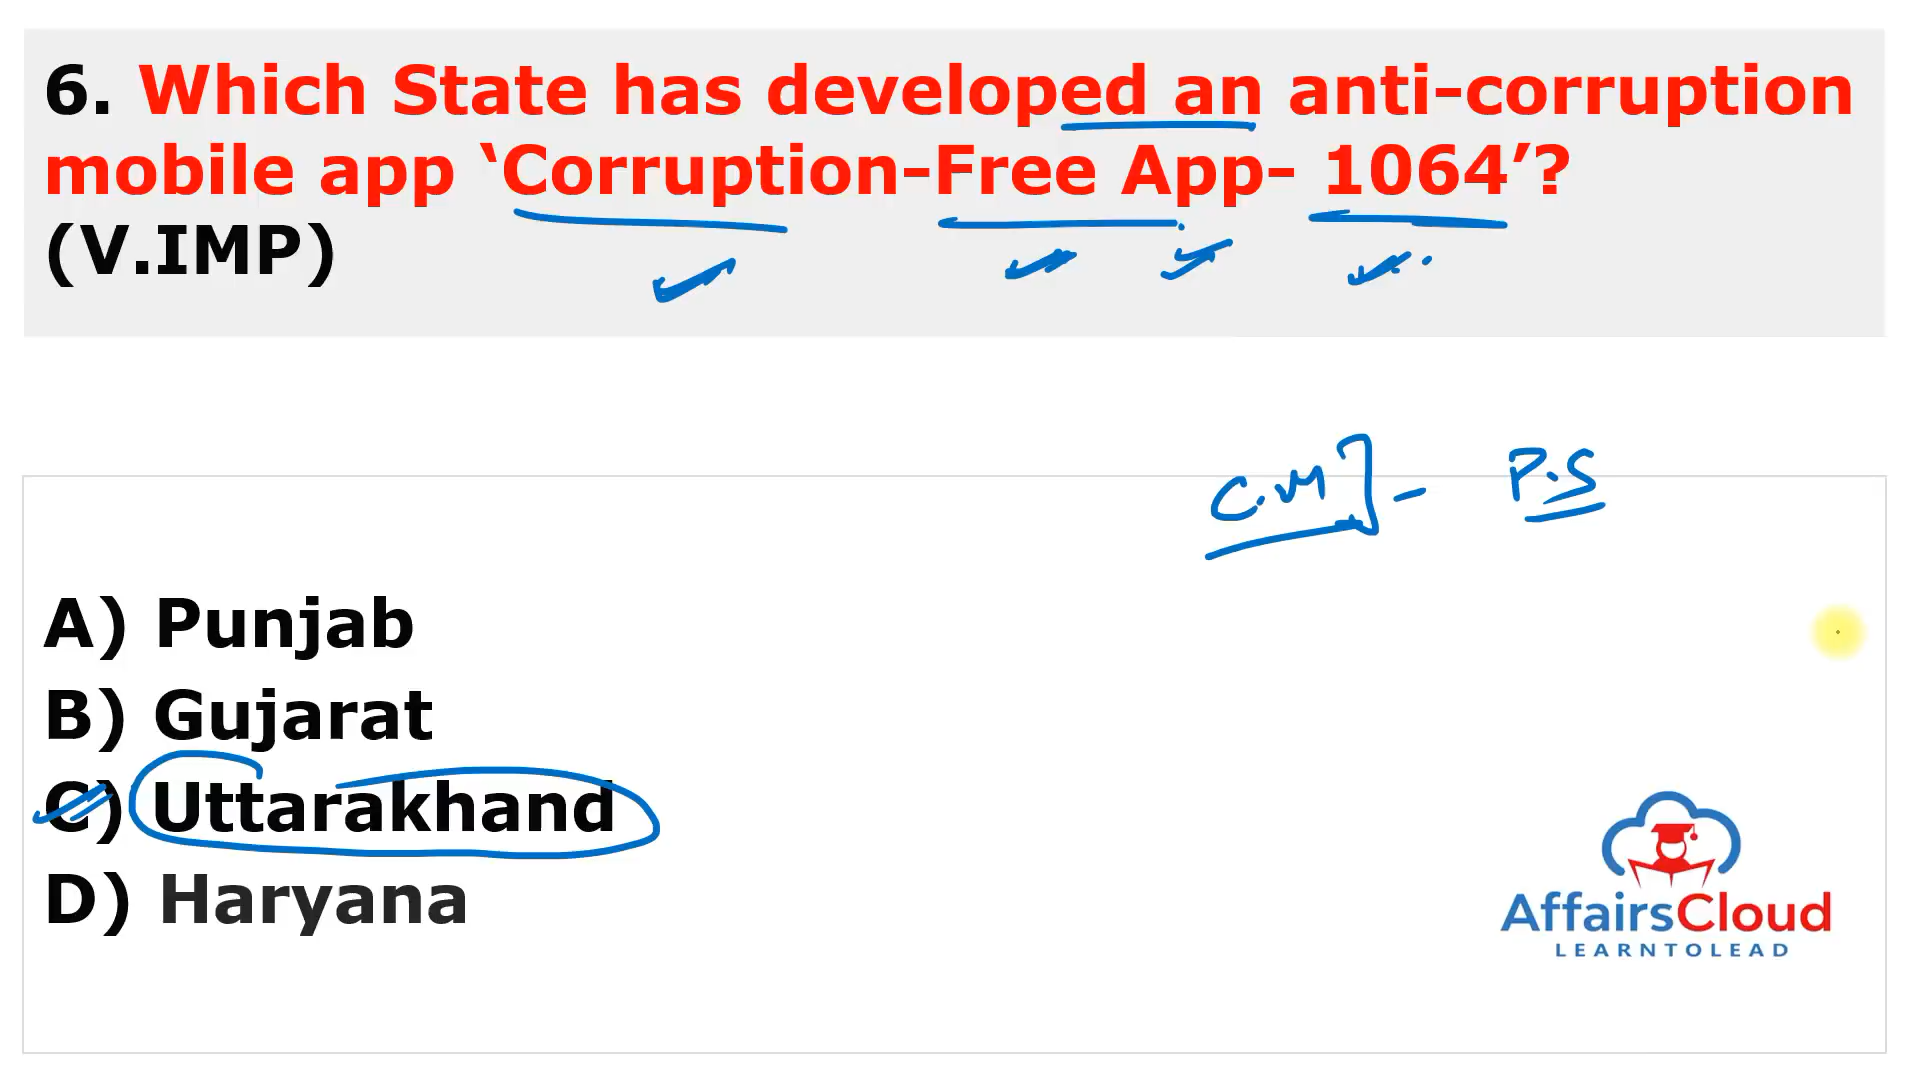 6. Which State has developed an anti-corruption
mobile app ‘Corruption-Free App- 1064’?
(V.IMP)
C.M] - P.S
A) Punjab
B) Gujarat
C) Uttarakhand
D) Haryana
AffairsCloud
LEARNTOLEAD